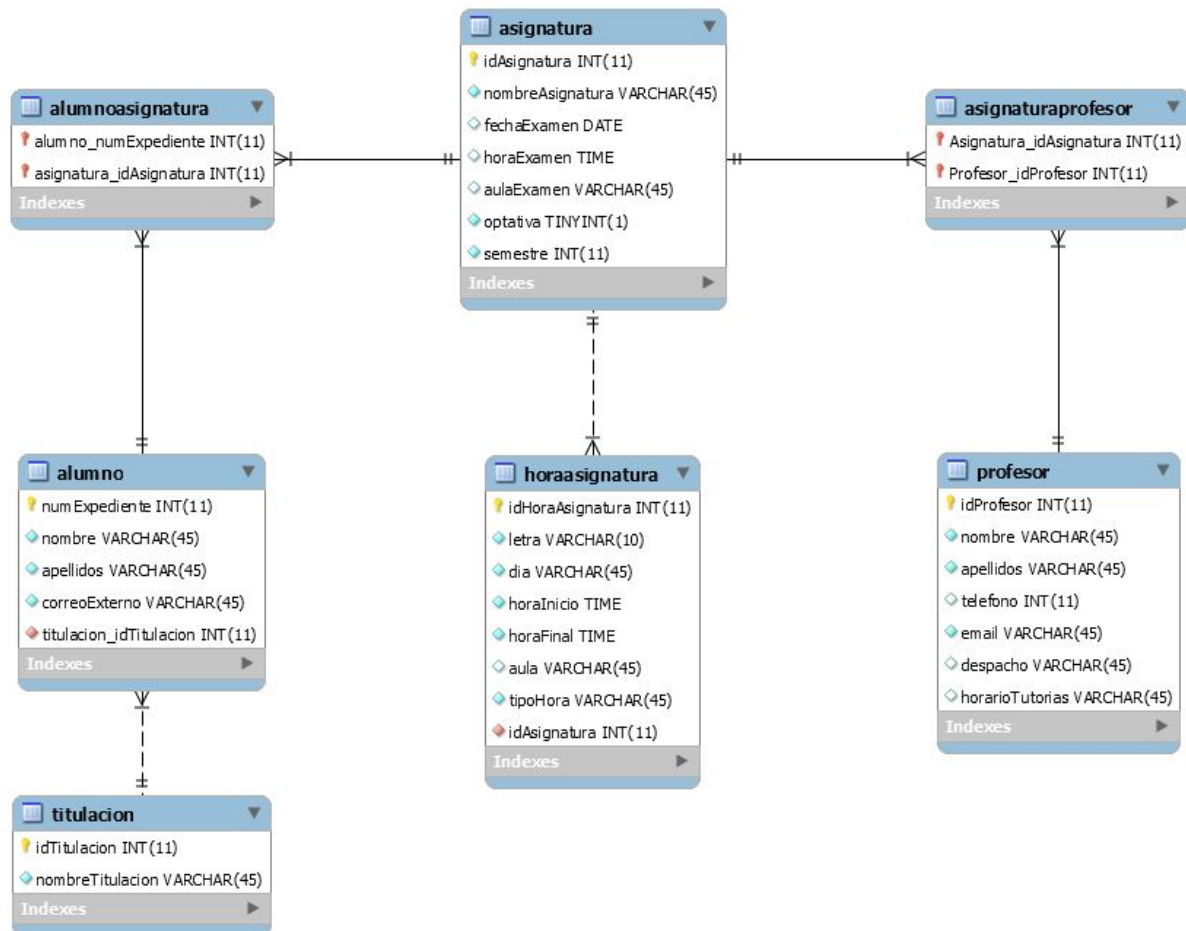 asignatura
idAsignatura INT(11)
nombreAsignatura VARCHAR(45)
fechaExamen DATE
horaExamen TIME
aulaExamen VARCHAR(45)
optativa TINYINT(1)
semestre INT(11)
Indexes
alumnoasignatura
alumno_numExpediente INT(11)
asignatura_idAsignatura INT(11)
Indexes
asignaturaprofesor
Asignatura_idAsignatura INT(11)
Profesor_idProfesor INT(11)
Indexes
alumno
numExpediente INT(11)
nombre VARCHAR(45)
apellidos VARCHAR(45)
correoExterno VARCHAR(45)
titulacion_idTitulacion INT(11)
Indexes
horaasignatura
idHoraAsignatura INT(11)
letra VARCHAR(10)
dia VARCHAR(45)
horaInicio TIME
horaFinal TIME
aula VARCHAR(45)
tipoHora VARCHAR(45)
idAsignatura INT(11)
Indexes
profesor
idProfesor INT(11)
nombre VARCHAR(45)
apellidos VARCHAR(45)
telefono INT(11)
email VARCHAR(45)
despacho VARCHAR(45)
horarioTutorias VARCHAR(45)
Indexes
titulacion
idTitulacion INT(11)
nombreTitulacion VARCHAR(45)
Indexes